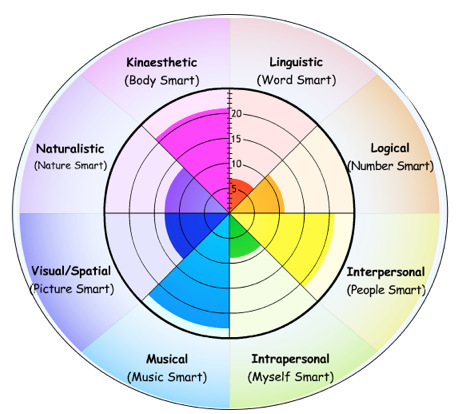 Kinaesthetic
(Body Smart)
Linguistic
(Word Smart)
Naturalistic
(Nature Smart)
Logical
(Number Smart)
20
15
10
5
Visual/Spatial
(Picture Smart)
Interpersonal
(People Smart)
Musical
(Music Smart)
Intrapersonal
(Myself Smart)